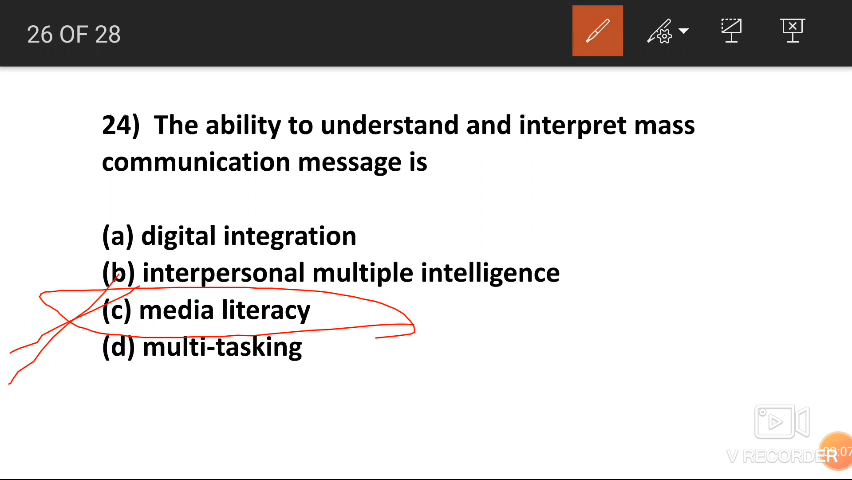 26 OF 28
24) The ability to understand and interpret mass
communication message is
(a) digital integration
(b) interpersonal multiple intelligence
(c) media literacy
(d) multi-tasking
V RECORDER